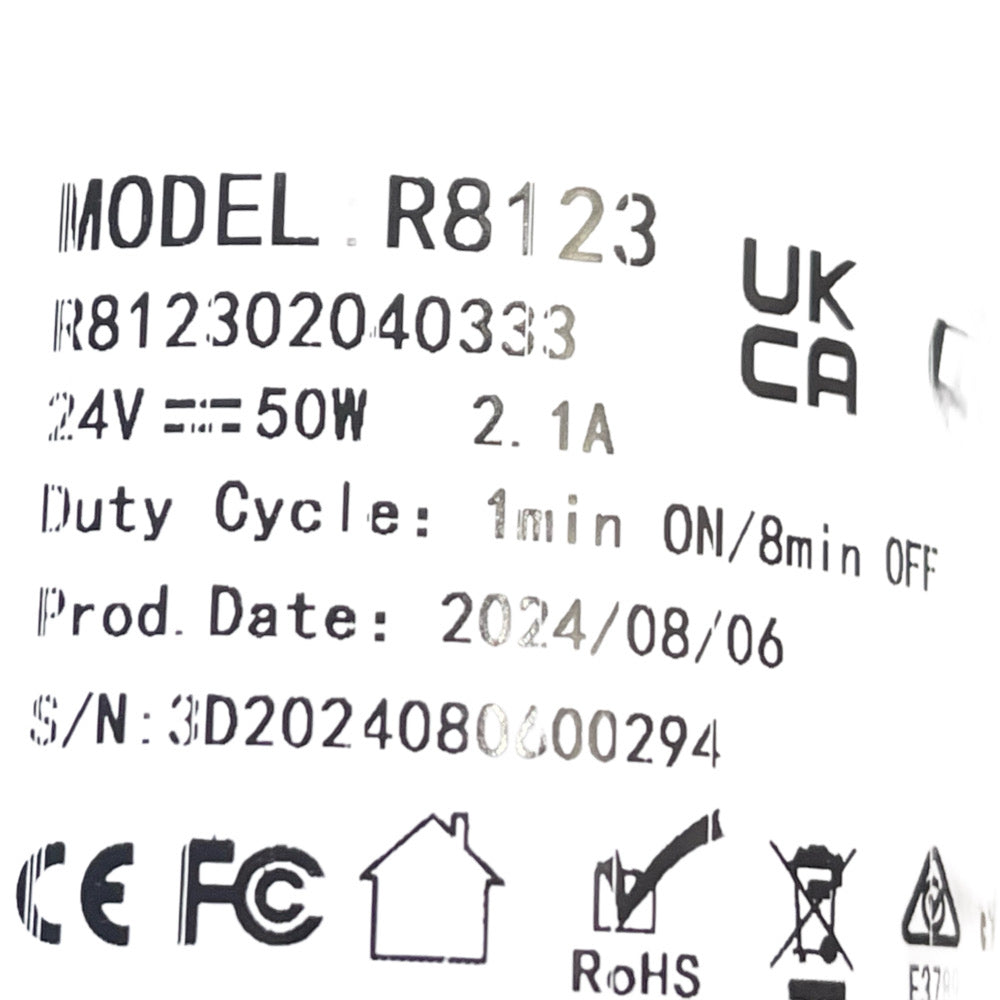 MODEL. R8123
R812302040333
24V ⎓ 50W 2.1A
Duty Cycle: 1min ON/8min OFF
Prod. Date: 2024/08/06
S/N:3D20240800600294
UK
CA
CE FC
RoHS